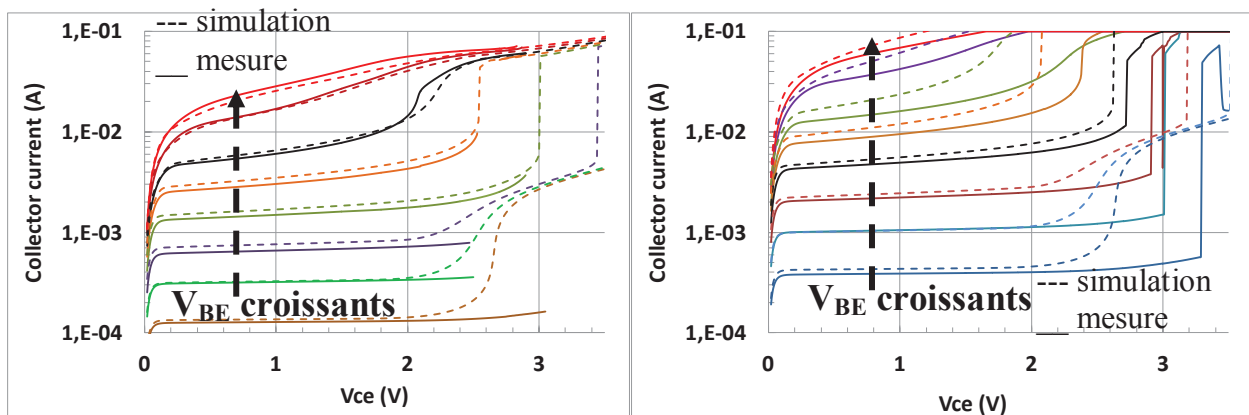 --- simulation
mesure
1,E-01
1,E-02
1,E-03
1,E-04
Collector current (A)
V_BE croissants
0
1
2
3
Vce (V)
1,E-01
1,E-02
1,E-03
1,E-04
Collector current (A)
V_BE croissants
--- simulation
mesure
0
1
2
3
Vce (V)